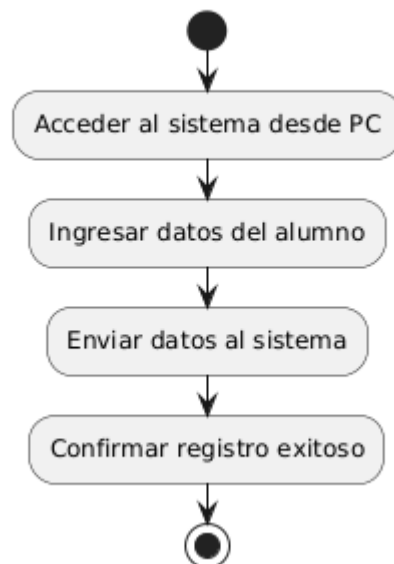 Acceder al sistema desde PC
Ingresar datos del alumno
Enviar datos al sistema
Confirmar registro exitoso